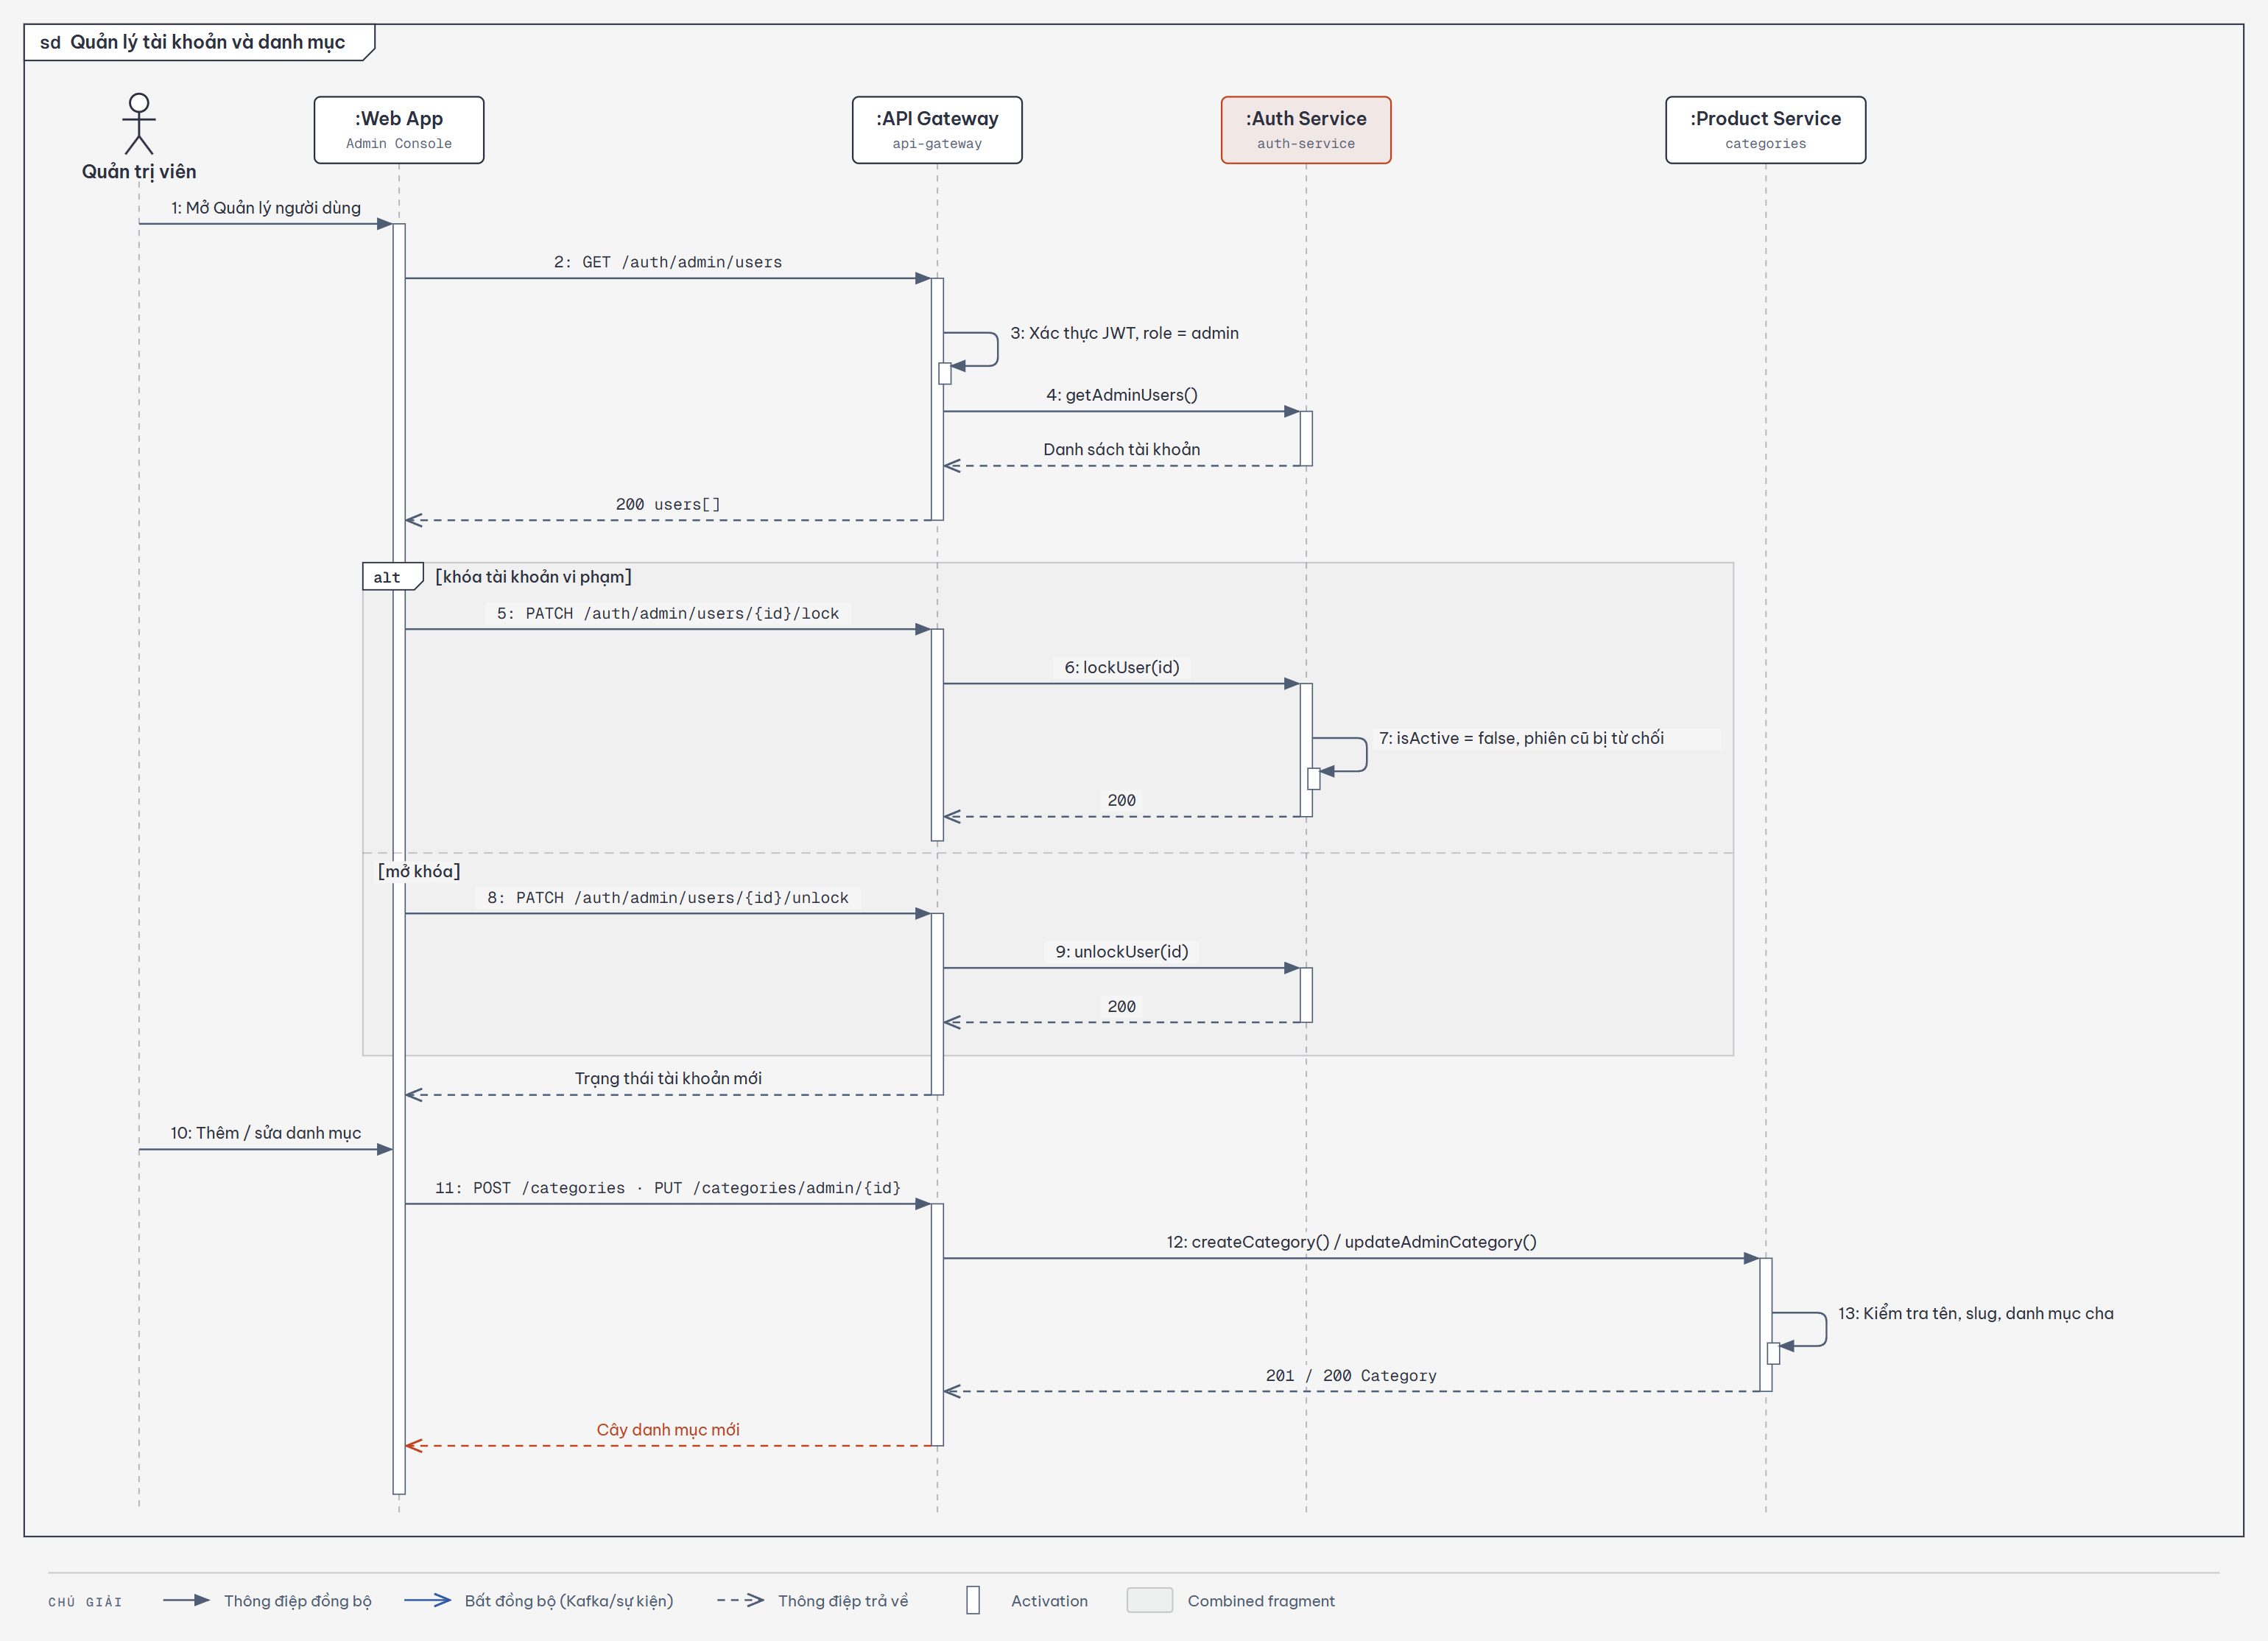 sd Quản lý tài khoản và danh mục
:Web App
Admin Console
:API Gateway
api-gateway
:Auth Service
auth-service
:Product Service
categories
Quản trị viên
1: Mở Quản lý người dùng
2: GET /auth/admin/users
3: Xác thực JWT, role = admin
4: getAdminUsers()
Danh sách tài khoản
200 users[]
alt [khóa tài khoản vi phạm]
5: PATCH /auth/admin/users/{id}/lock
6: lockUser(id)
7: isActive = false, phiên cũ bị từ chối
200
[mở khóa]
8: PATCH /auth/admin/users/{id}/unlock
9: unlockUser(id)
200
Trạng thái tài khoản mới
10: Thêm / sửa danh mục
11: POST /categories · PUT /categories/admin/{id}
12: createCategory() / updateAdminCategory()
13: Kiểm tra tên, slug, danh mục cha
201 / 200 Category
Cây danh mục mới
CHÚ GIẢI
Thông điệp đồng bộ
Bất đồng bộ (Kafka/sự kiện)
Thông điệp trả về
Activation
Combined fragment